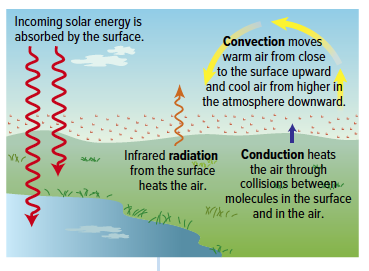 Incoming solar energy is
absorbed by the surface.
Convection moves
warm air from close
to the surface upward
and cool air from higher in
the atmosphere downward.
Infrared radiation
from the surface
heats the air.
Conduction heats
the air through
collisions between
molecules in the surface
and in the air.